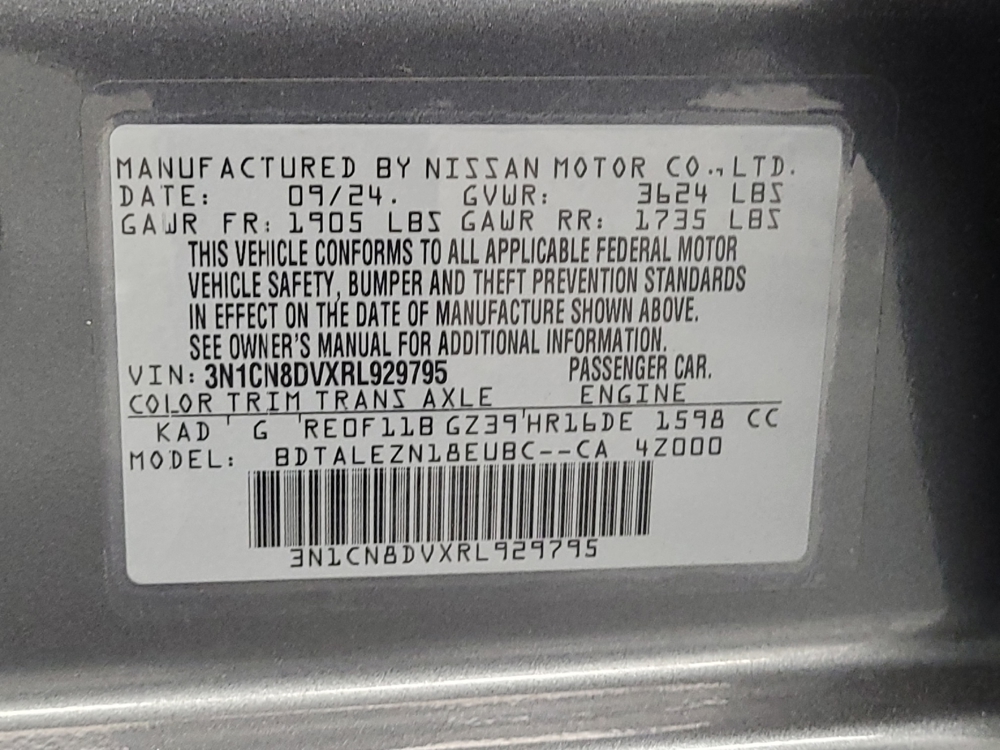 MANUFACTURED BY NISSAN MOTOR CO.,LTD.
DATE: 09/24. GVWR: 3624 LBS
GAWR FR: 1905 LBS GAWR RR: 1735 LBS
THIS VEHICLE CONFORMS TO ALL APPLICABLE FEDERAL MOTOR
VEHICLE SAFETY, BUMPER AND THEFT PREVENTION STANDARDS
IN EFFECT ON THE DATE OF MANUFACTURE SHOWN ABOVE.
SEE OWNER'S MANUAL FOR ADDITIONAL INFORMATION.
VIN: 3N1CN8DVXRL929795 PASSENGER CAR.
COLOR TRIM TRANS AXLE ENGINE
KAD G RE0F11B GZ39 HR16DE 1598 CC
MODEL: BDTALEZN18EUBC--CA 4Z000
3N1CN8DVXRL929795